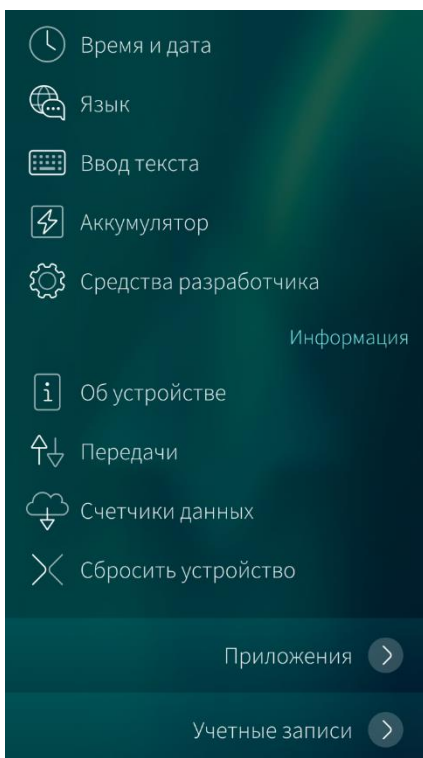 Время и дата
Язык
Ввод текста
Аккумулятор
Средства разработчика
Информация
Об устройстве
Передачи
Счетчики данных
Сбросить устройство
Приложения
Учетные записи